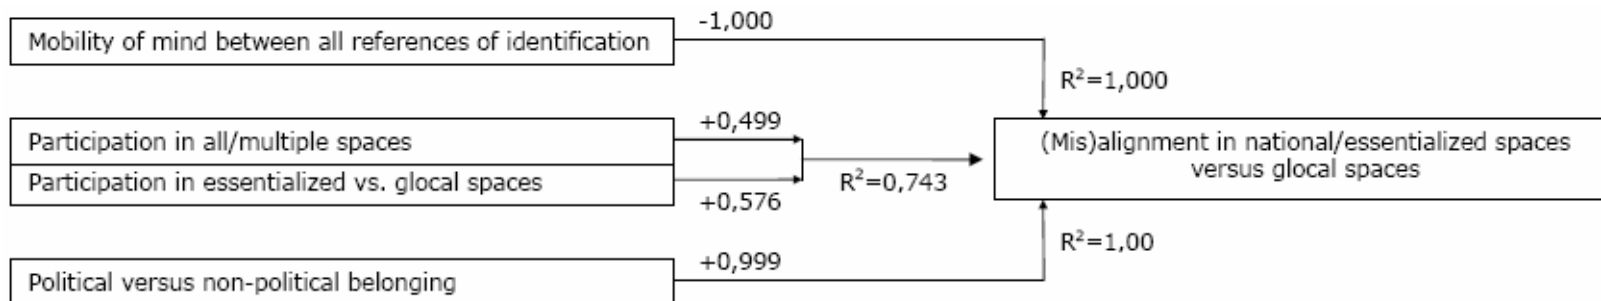 -1,000
Mobility of mind between all references of identification
R²=1,000
+0,499
Participation in all/multiple spaces
(Mis)alignment in national/essentialized spaces
versus glocal spaces
Participation in essentialized vs. glocal spaces
R²=0,743
+0,576
R²=1,00
+0,999
Political versus non-political belonging